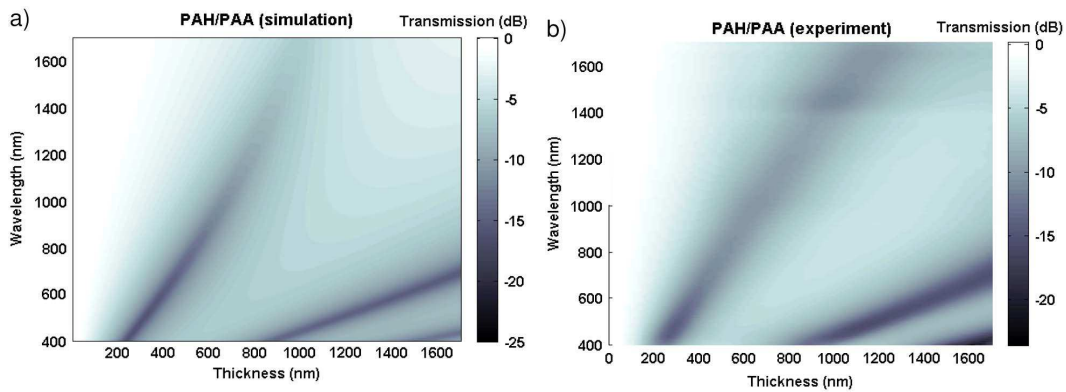 a)
PAH/PAA (simulation)
Transmission (dB)
1600
1400
1200
1000
800
600
400
200 400 600 800 1000 1200 1400 1600
Wavelength (nm)
Thickness (nm)
0
-5
-10
-15
-20
-25
b)
PAH/PAA (experiment)
Transmission (dB)
1600
1400
1200
1000
800
600
400
0 200 400 600 800 1000 1200 1400 1600
Wavelength (nm)
Thickness (nm)
0
-5
-10
-15
-20